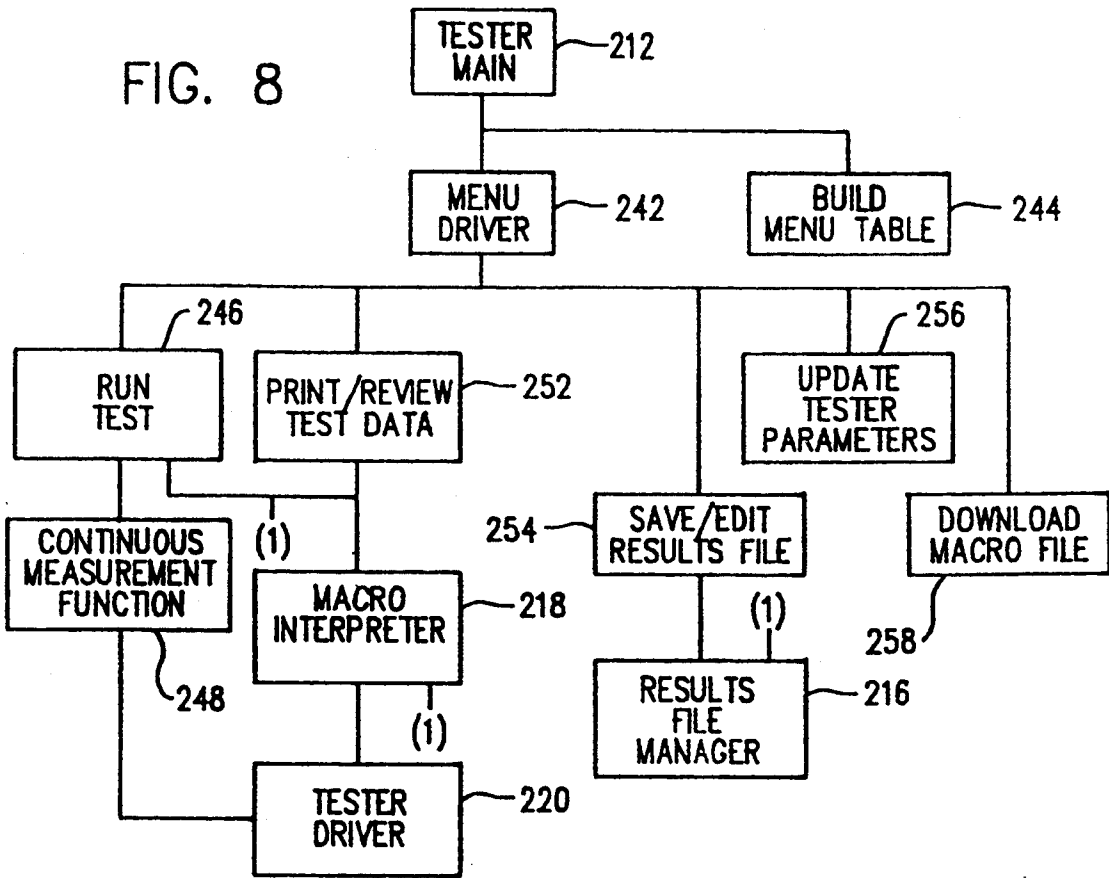 FIG. 8
TESTER
MAIN
212
MENU
DRIVER
242
BUILD
MENU TABLE
244
246
RUN
TEST
PRINT/REVIEW
TEST DATA
252
256
UPDATE
TESTER
PARAMETERS
(1)
CONTINUOUS
MEASUREMENT
FUNCTION
248
MACRO
INTERPRETER
218
(1)
254
SAVE/EDIT
RESULTS FILE
DOWNLOAD
MACRO FILE
258
(1)
RESULTS
FILE
MANAGER
216
TESTER
DRIVER
220